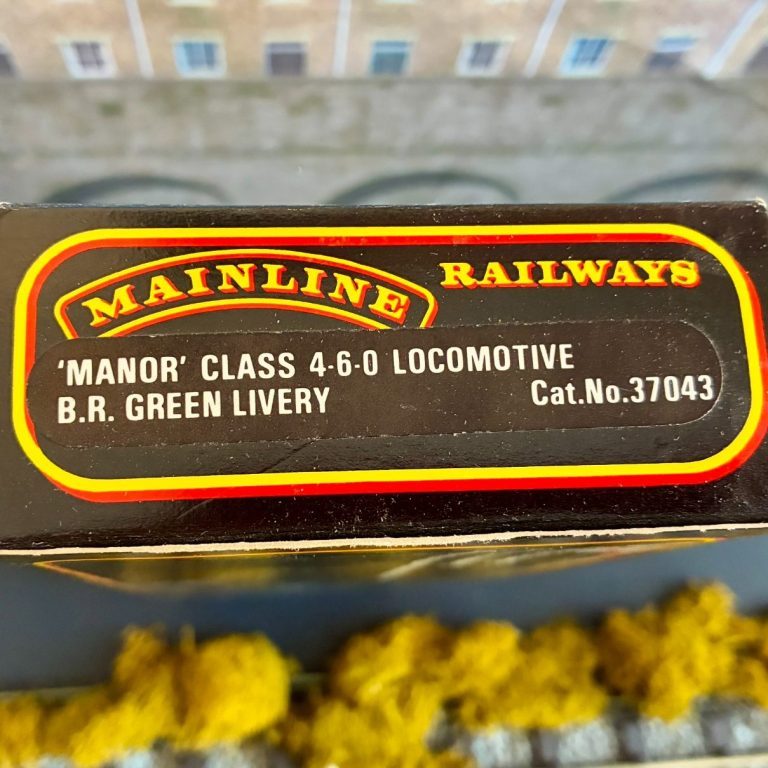 MAINLINE RAILWAYS
'MANOR' CLASS 4-6-0 LOCOMOTIVE
B.R. GREEN LIVERY Cat.No.37043